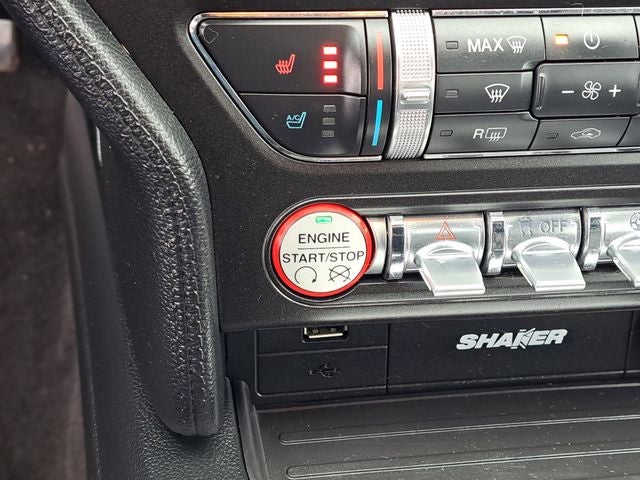 MAX
A/C
R
ENGINE
START/STOP
OFF
SHAKER